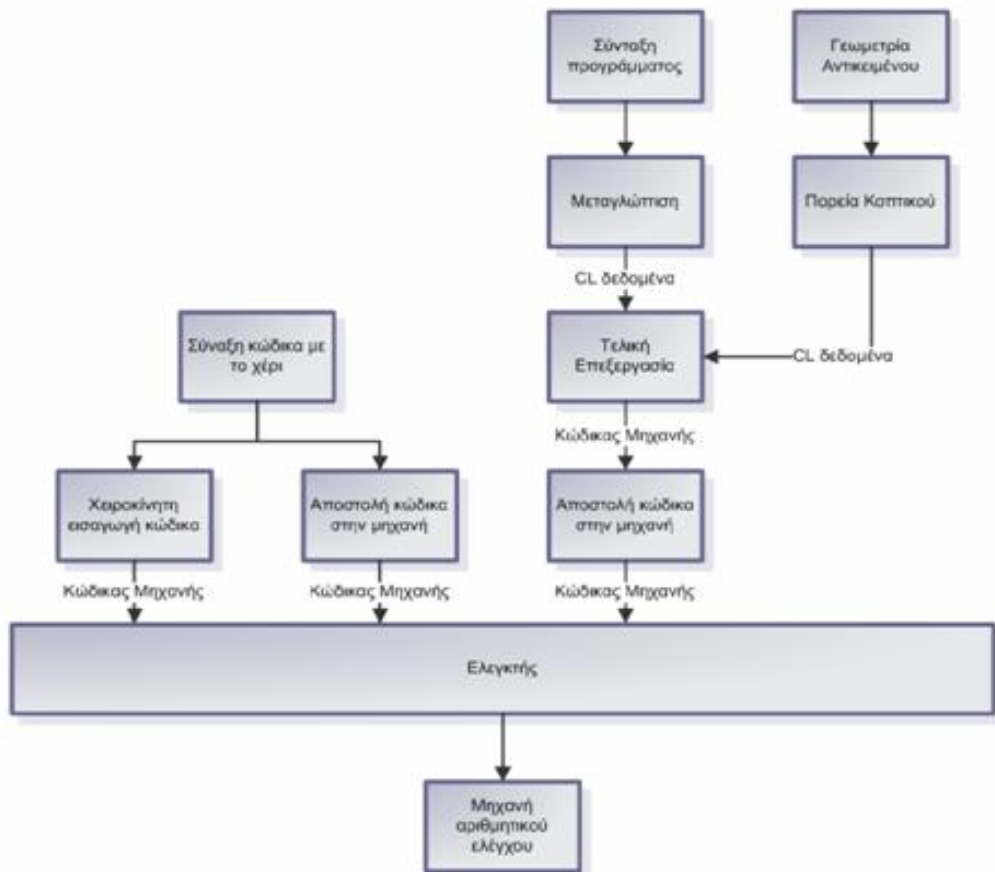 Σύνταξη
προγράμματος
Γεωμετρία
Αντικειμένου
Μεταγλώττιση
Πορεία Κοπτικού
CL δεδομένα
Σύναξη κώδικα με
το χέρι
Τελική
Επεξεργασία
CL δεδομένα
Κώδικας Μηχανής
Χειροκίνητη
εισαγωγή κώδικα
Αποστολή κώδικα
στην μηχανή
Αποστολή κώδικα
στην μηχανή
Κώδικας Μηχανής
Κώδικας Μηχανής
Κώδικας Μηχανής
Ελεγκτής
Μηχανή
αριθμητικού
ελέγχου